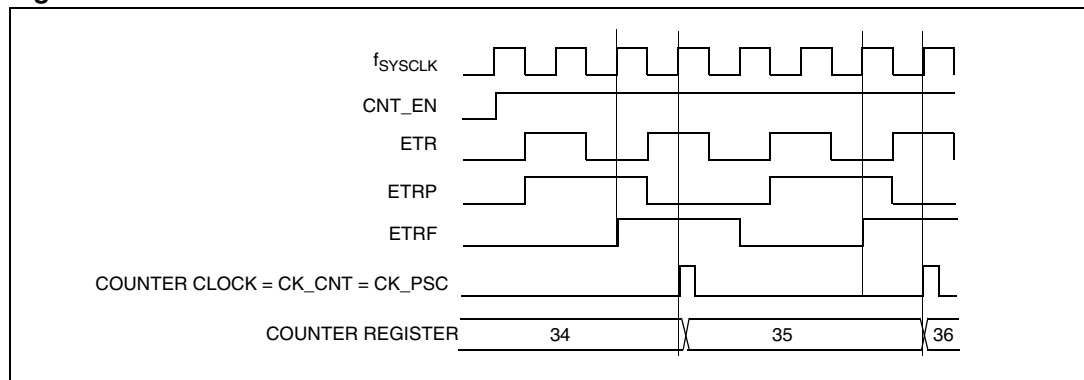 fSYSCLK
CNT_EN
ETR
ETRP
ETRF
COUNTER CLOCK = CK_CNT = CK_PSC
COUNTER REGISTER 34 35 36